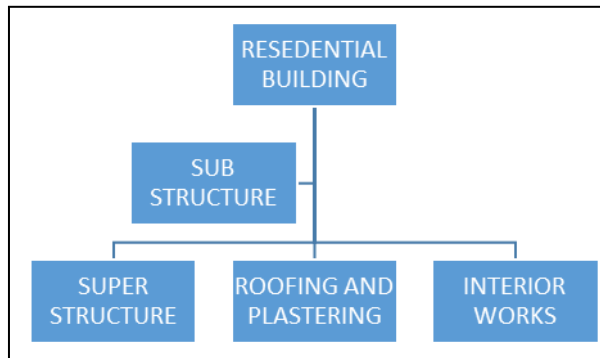 RESEDENTIAL
BUILDING
SUB
STRUCTURE
SUPER
STRUCTURE
ROOFING AND
PLASTERING
INTERIOR
WORKS